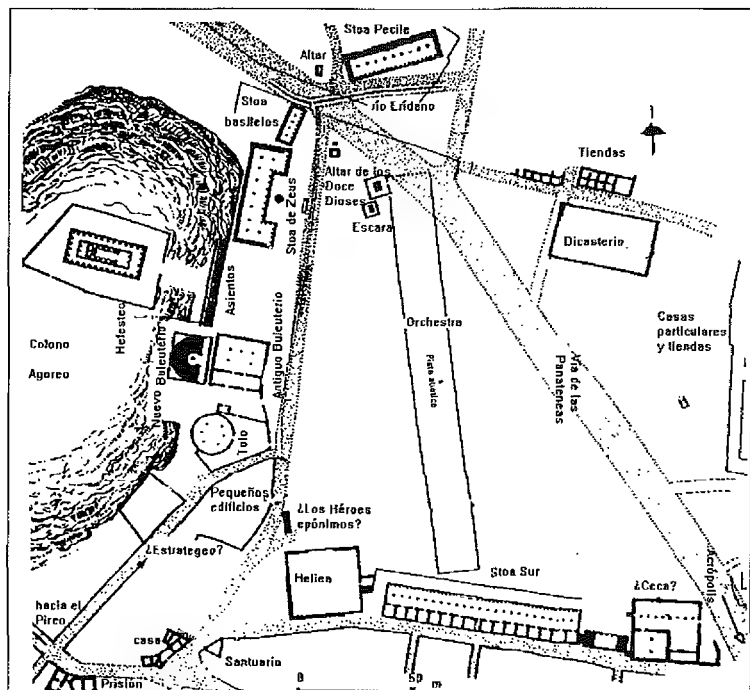 Stoa Pecile
Altar
río Erídano
Stoa
basileos
Tiendas
Altar de los
Doce
Dioses
Escara
Stoa de Zeus
Dicasterio
Asientos
Hefesteo
Orchestra
Casas
particulares
y tiendas
Colono
Agoreo
Nuevo Buleuterio
Antiguo Buleuterio
Vía de las
Panateneas
Tolo
Pequeños
edificios
¿Los Héroes
epónimos?
¿Estrategeo?
Heliea
Stoa Sur
¿Ceca?
Acrópolis
hacia el
Pireo
casa
Santuario
Prisión
0 50 m